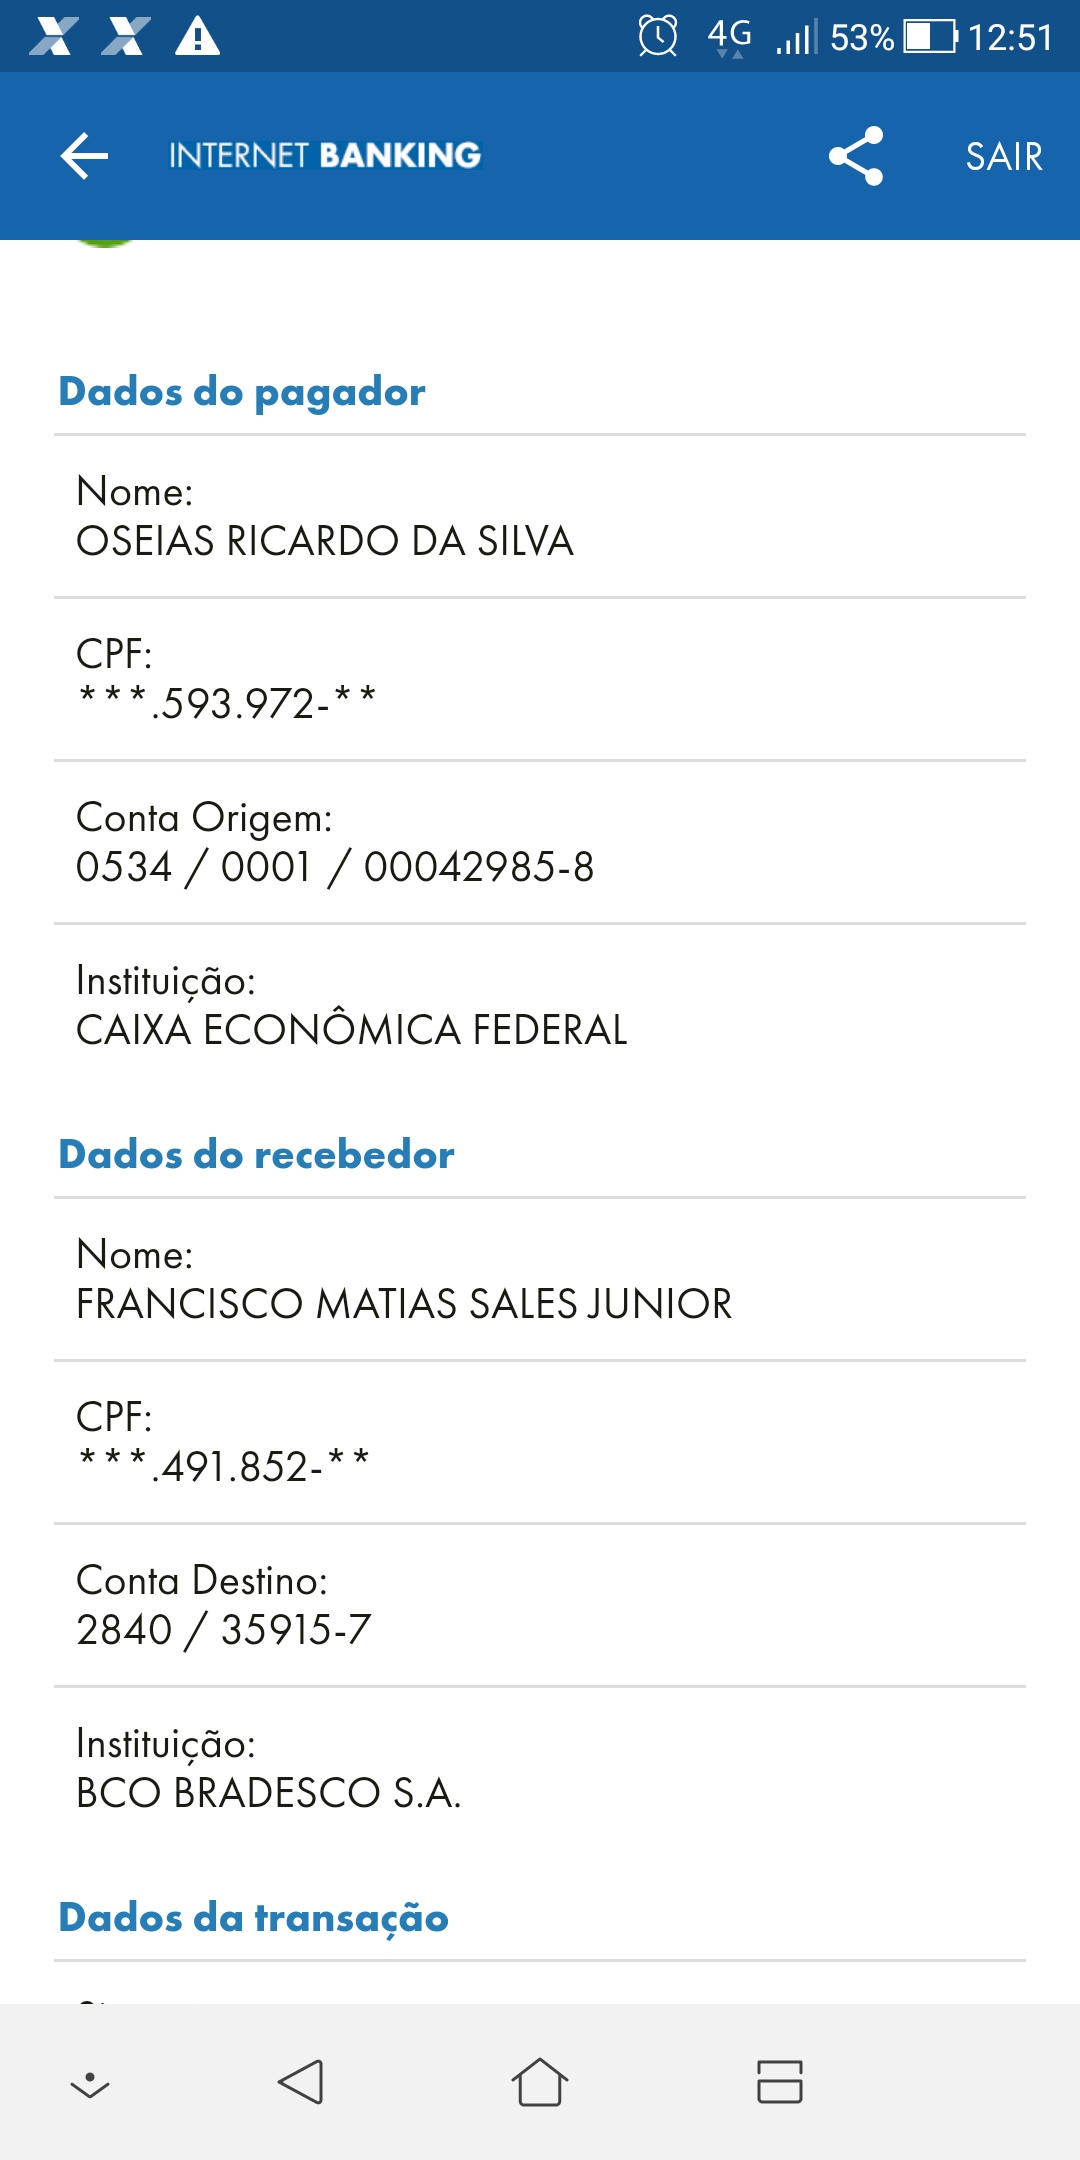 4G 53% 12:51
INTERNET BANKING SAIR
Dados do pagador
Nome:
OSEIAS RICARDO DA SILVA
CPF:
***.593.972-**
Conta Origem:
0534 / 0001 / 00042985-8
Instituição:
CAIXA ECONÔMICA FEDERAL
Dados do recebedor
Nome:
FRANCISCO MATIAS SALES JUNIOR
CPF:
***.491.852-**
Conta Destino:
2840 / 35915-7
Instituição:
BCO BRADESCO S.A.
Dados da transação